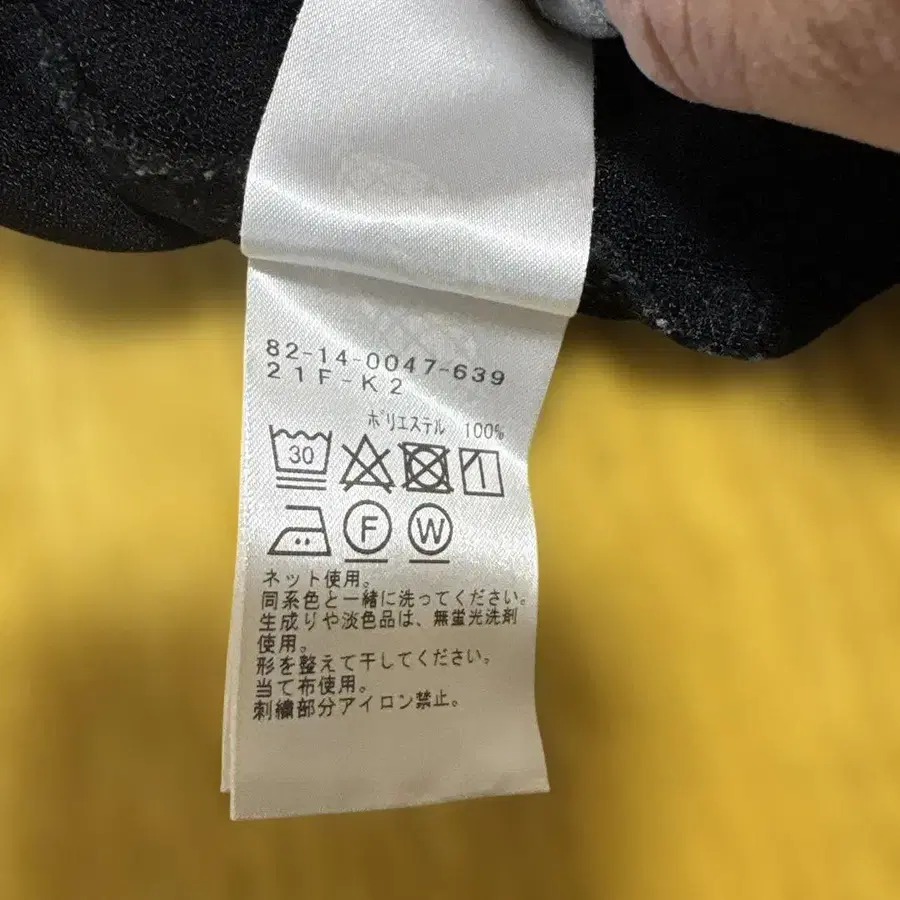 82-14-0047-639
21F-K2
ポリエステル 100%
30
F W
ネット使用。
同系色と一緒に洗ってください。
生成りや淡色品は、無蛍光洗剤
使用。
形を整えて干してください。
当て布使用。
刺繍部分アイロン禁止。